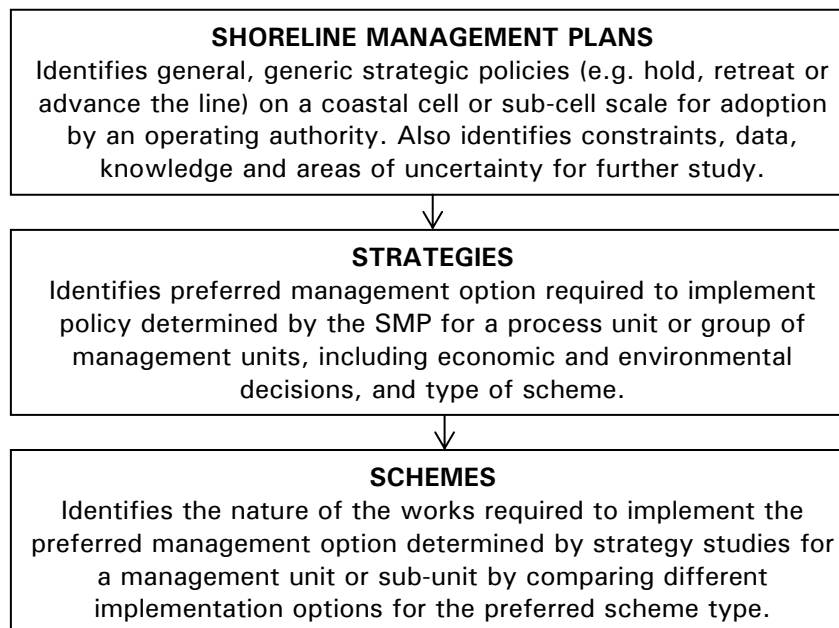 SHORELINE MANAGEMENT PLANS
Identifies general, generic strategic policies (e.g. hold, retreat or
advance the line) on a coastal cell or sub-cell scale for adoption
by an operating authority. Also identifies constraints, data,
knowledge and areas of uncertainty for further study.
STRATEGIES
Identifies preferred management option required to implement
policy determined by the SMP for a process unit or group of
management units, including economic and environmental
decisions, and type of scheme.
SCHEMES
Identifies the nature of the works required to implement the
preferred management option determined by strategy studies for
a management unit or sub-unit by comparing different
implementation options for the preferred scheme type.